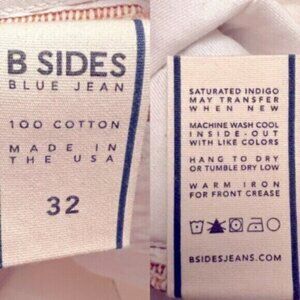 B SIDES
BLUE JEAN
100 COTTON
MADE IN
THE USA
32
SATURATED INDIGO
MAY TRANSFER
WHEN NEW
MACHINE WASH COOL
INSIDE-OUT
WITH LIKE COLORS
HANG TO DRY
OR TUMBLE DRY LOW
WARM IRON
FOR FRONT CREASE
BSIDESJEANS.COM